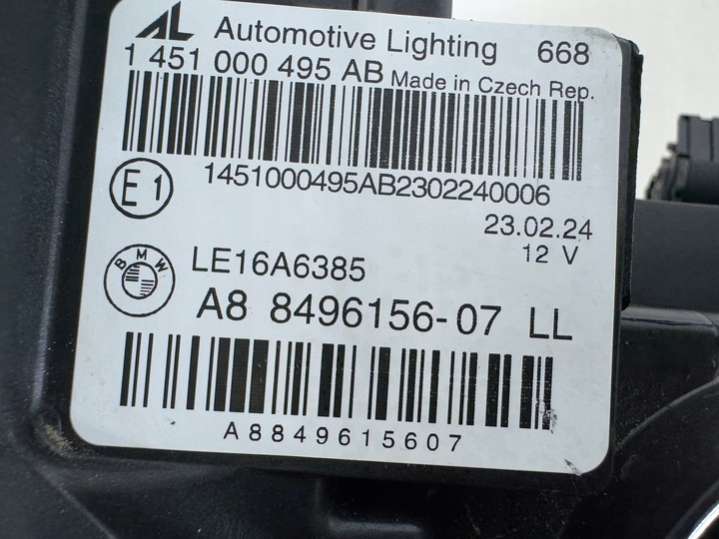 AL Automotive Lighting 668
1 451 000 495 AB Made in Czech Rep.
1451000495AB2302240006
E1
23.02.24
12 V
BMW
LE16A6385
A8 8496156-07 LL
A8849615607